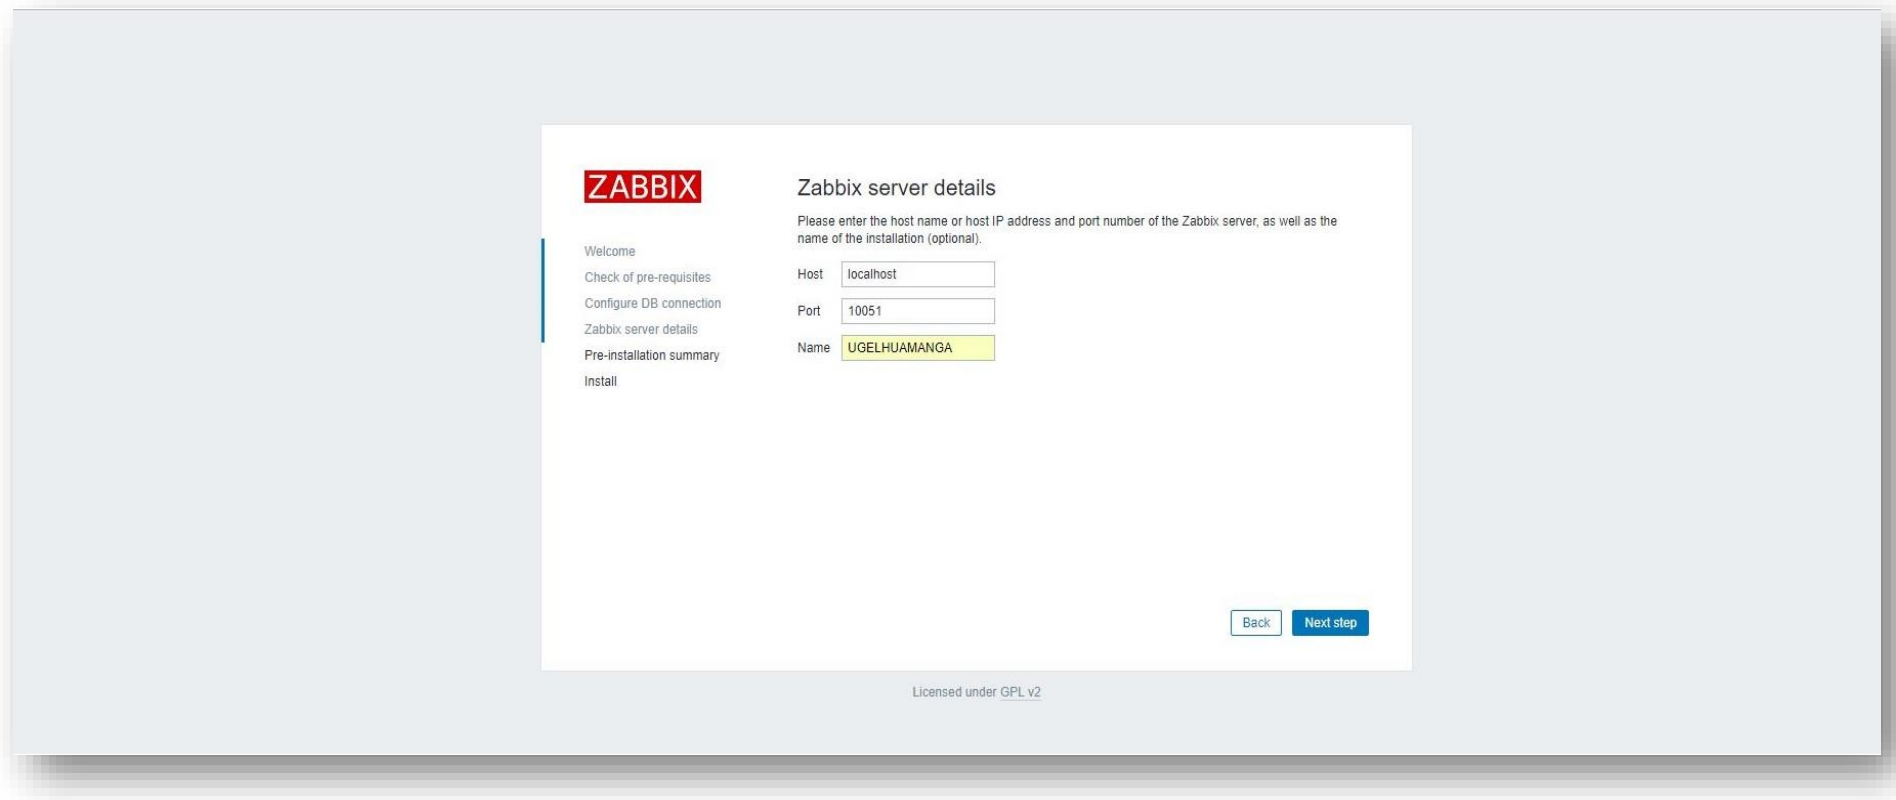 ZABBIX
Welcome
Check of pre-requisites
Configure DB connection
Zabbix server details
Pre-installation summary
Install
Zabbix server details
Please enter the host name or host IP address and port number of the Zabbix server, as well as the
name of the installation (optional).
Host localhost
Port 10051
Name UGELHUAMANGA
Back Next step
Licensed under GPL v2